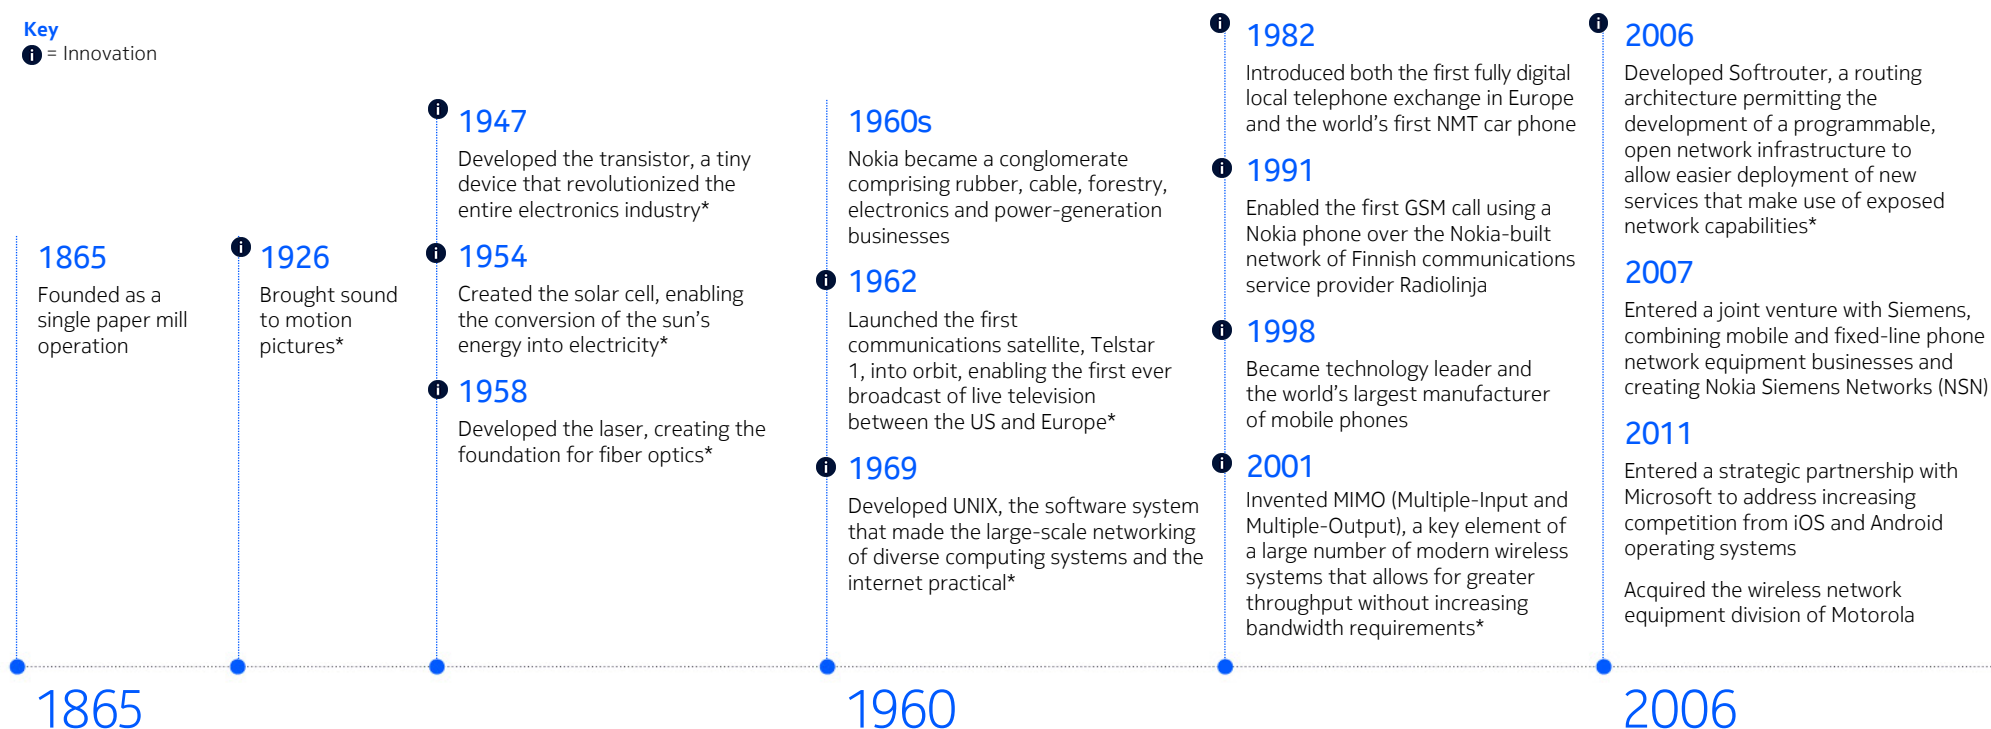 Key
i = Innovation
1865
Founded as a
single paper mill
operation
i 1926
Brought sound
to motion
pictures*
i 1947
Developed the transistor, a tiny
device that revolutionized the
entire electronics industry*
i 1954
Created the solar cell, enabling
the conversion of the sun's
energy into electricity*
i 1958
Developed the laser, creating the
foundation for fiber optics*
1960s
Nokia became a conglomerate
comprising rubber, cable, forestry,
electronics and power-generation
businesses
i 1962
Launched the first
communications satellite, Telstar
1, into orbit, enabling the first ever
broadcast of live television
between the US and Europe*
i 1969
Developed UNIX, the software system
that made the large-scale networking
of diverse computing systems and the
internet practical*
i 1982
Introduced both the first fully digital
local telephone exchange in Europe
and the world's first NMT car phone
i 1991
Enabled the first GSM call using a
Nokia phone over the Nokia-built
network of Finnish communications
service provider Radiolinja
i 1998
Became technology leader and
the world's largest manufacturer
of mobile phones
i 2001
Invented MIMO (Multiple-Input and
Multiple-Output), a key element of
a large number of modern wireless
systems that allows for greater
throughput without increasing
bandwidth requirements*
i 2006
Developed Softrouter, a routing
architecture permitting the
development of a programmable,
open network infrastructure to
allow easier deployment of new
services that make use of exposed
network capabilities*
2007
Entered a joint venture with Siemens,
combining mobile and fixed-line phone
network equipment businesses and
creating Nokia Siemens Networks (NSN)
2011
Entered a strategic partnership with
Microsoft to address increasing
competition from iOS and Android
operating systems
Acquired the wireless network
equipment division of Motorola
1865
1960
2006